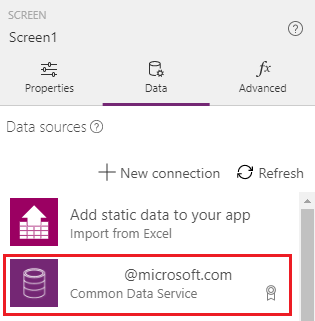 SCREEN
Screen1
Properties
Data
fx
Advanced
Data sources
+ New connection
Refresh
Add static data to your app
Import from Excel
@microsoft.com
Common Data Service